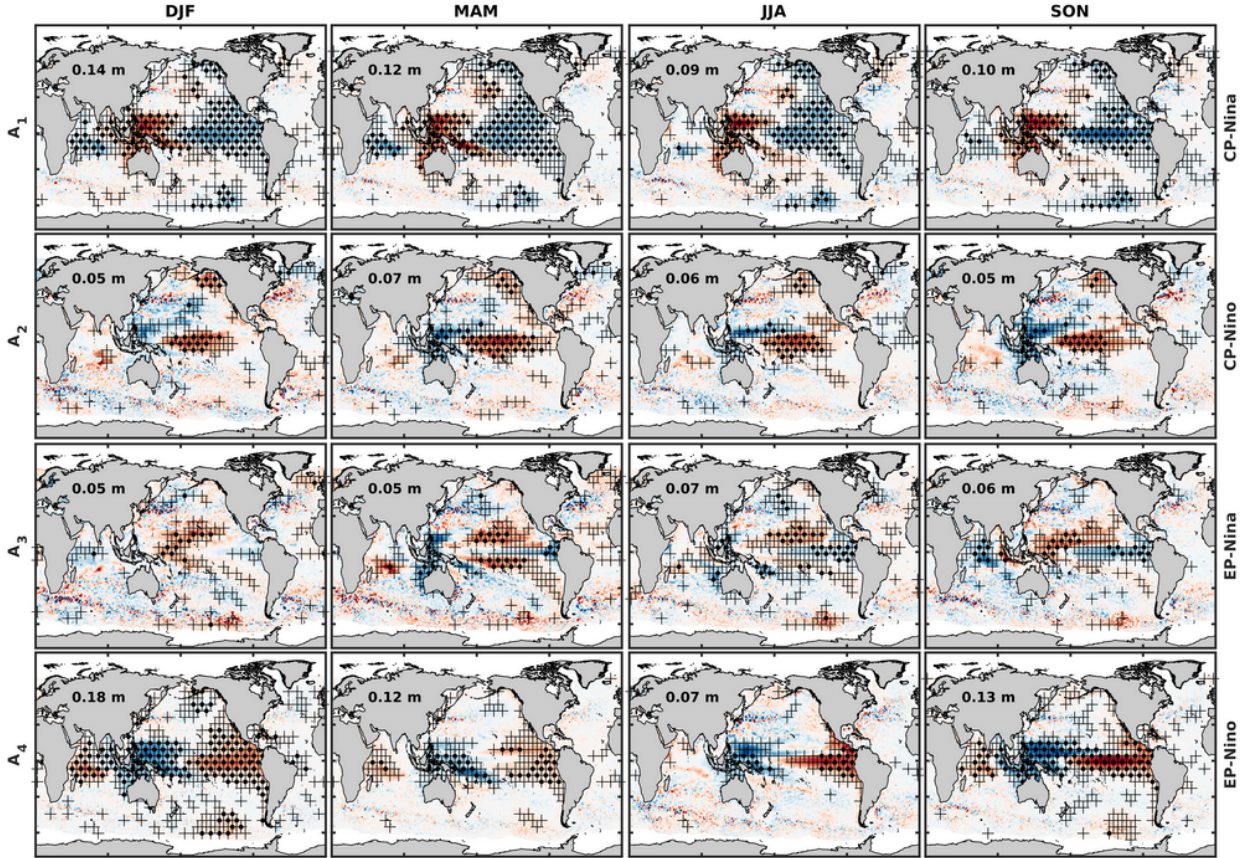 DJF MAM JJA SON
A1 0.14 m 0.12 m 0.09 m 0.10 m CP-Nina
A2 0.05 m 0.07 m 0.06 m 0.05 m CP-Nino
A3 0.05 m 0.05 m 0.07 m 0.06 m EP-Nina
A4 0.18 m 0.12 m 0.07 m 0.13 m EP-Nino